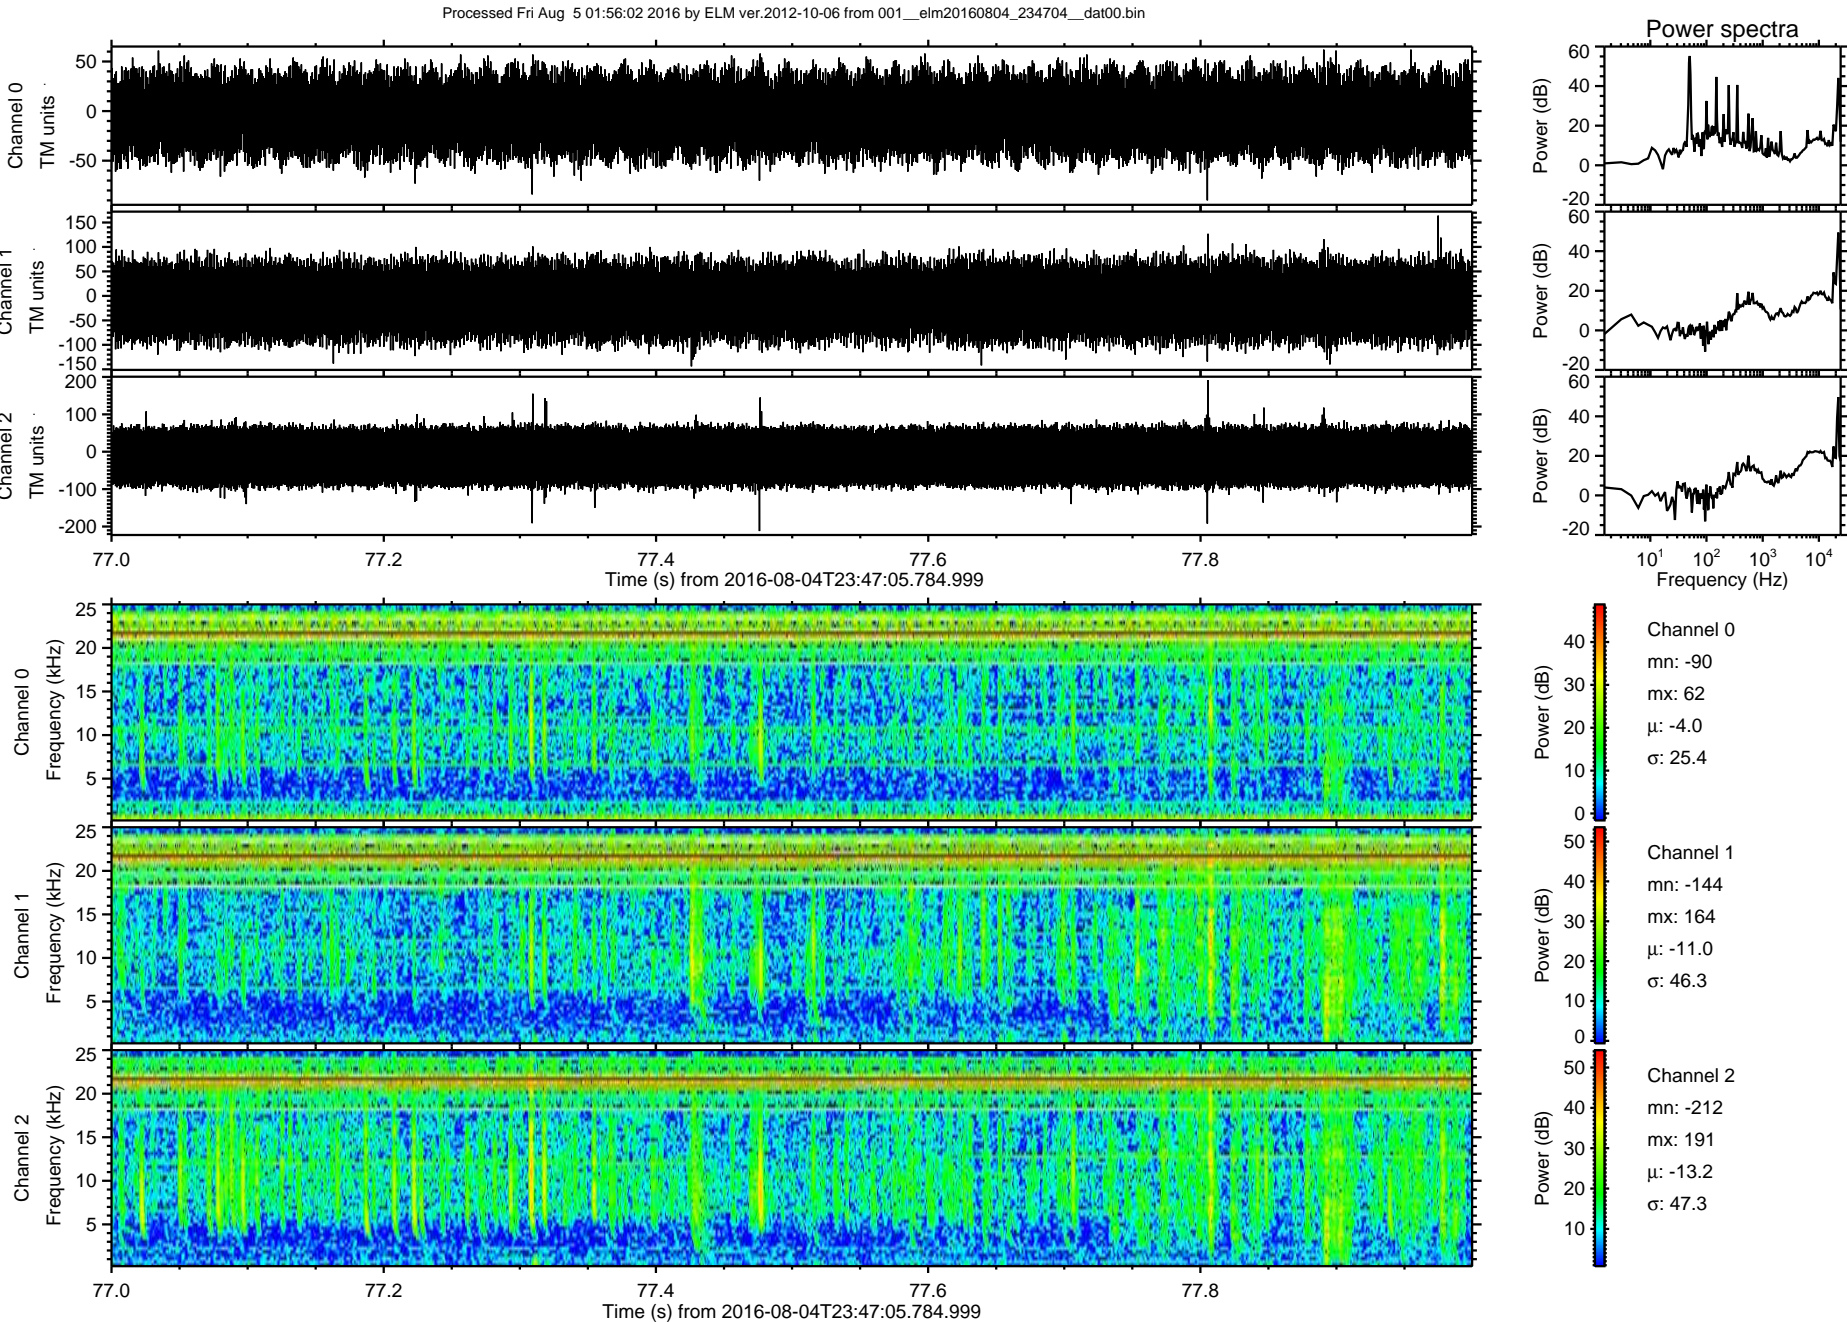 Processed Fri Aug 5 01:56:02 2016 by ELM ver.2012-10-06 from 001__elm20160804_234704__dat00.bin
Power spectra
Channel 0
TM units
50
0
-50
Power (dB)
60
40
20
0
-20
Channel 1
TM units
150
100
50
0
-50
-100
-150
Power (dB)
60
40
20
0
-20
Channel 2
TM units
200
100
0
-100
-200
Power (dB)
60
40
20
0
-20
77.0 77.2 77.4 77.6 77.8
Time (s) from 2016-08-04T23:47:05.784.999
10^1 10^2 10^3 10^4
Frequency (Hz)
Channel 0
Frequency (kHz)
25
20
15
10
5
Power (dB)
40
30
20
10
0
Channel 0
mn: -90
mx: 62
μ: -4.0
σ: 25.4
Channel 1
Frequency (kHz)
25
20
15
10
5
Power (dB)
50
40
30
20
10
0
Channel 1
mn: -144
mx: 164
μ: -11.0
σ: 46.3
Channel 2
Frequency (kHz)
25
20
15
10
5
Power (dB)
50
40
30
20
10
Channel 2
mn: -212
mx: 191
μ: -13.2
σ: 47.3
77.0 77.2 77.4 77.6 77.8
Time (s) from 2016-08-04T23:47:05.784.999